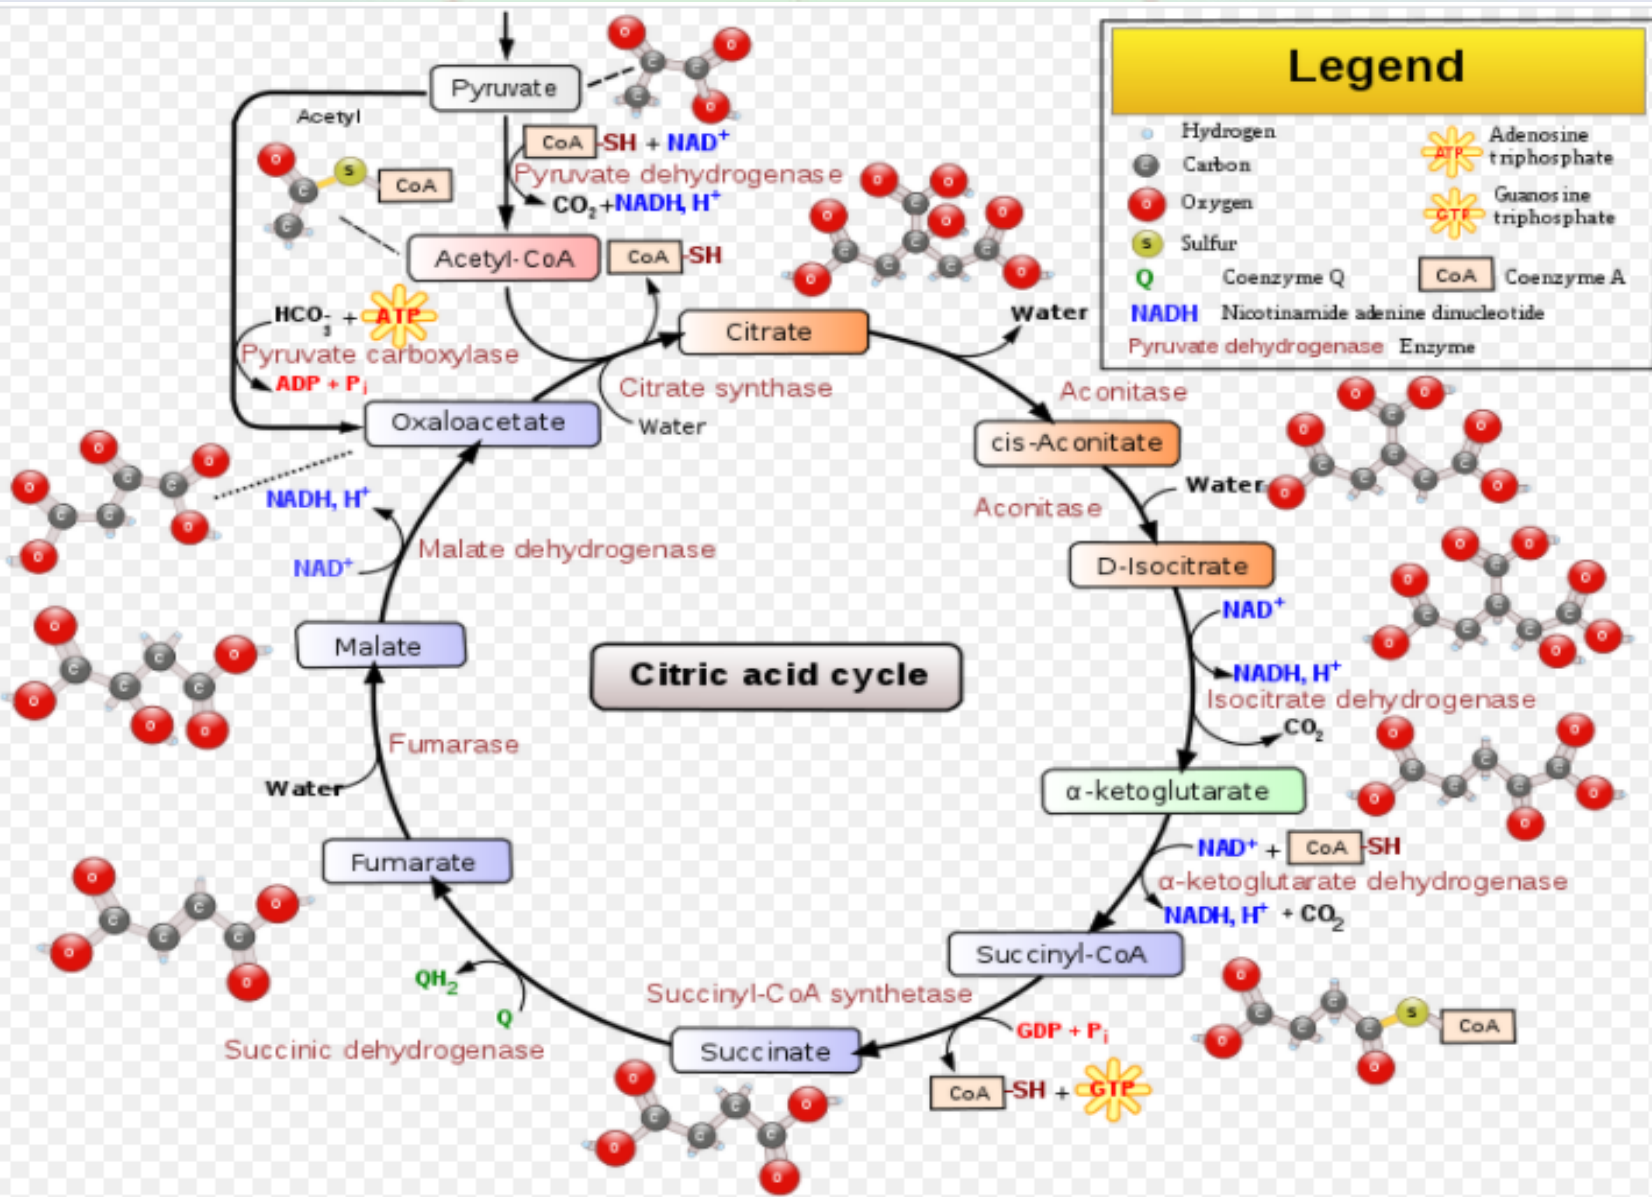 Legend
Hydrogen
Carbon
Oxygen
Sulfur
Q Coenzyme Q
NADH Nicotinamide adenine dinucleotide
Pyruvate dehydrogenase Enzyme
ATP Adenosine
triphosphate
GTP Guanosine
triphosphate
CoA Coenzyme A
Pyruvate
Acetyl
CoA-SH + NAD⁺
Pyruvate dehydrogenase
CO₂+NADH, H⁺
S CoA
Acetyl-CoA
CoA-SH
HCO₃⁻ + ATP
Pyruvate carboxylase
ADP + Pᵢ
Citrate
Water
Citrate synthase
Water
Oxaloacetate
Aconitase
cis-Aconitate
Water
Aconitase
D-Isocitrate
NAD⁺
NADH, H⁺
Isocitrate dehydrogenase
CO₂
α-ketoglutarate
NAD⁺ + CoA-SH
α-ketoglutarate dehydrogenase
NADH, H⁺ + CO₂
Succinyl-CoA
S CoA
Succinyl-CoA synthetase
GDP + Pᵢ
CoA-SH + GTP
Succinate
QH₂
Q
Succinic dehydrogenase
Fumarate
Water
Fumarase
Malate
NAD⁺
NADH, H⁺
Malate dehydrogenase
Citric acid cycle